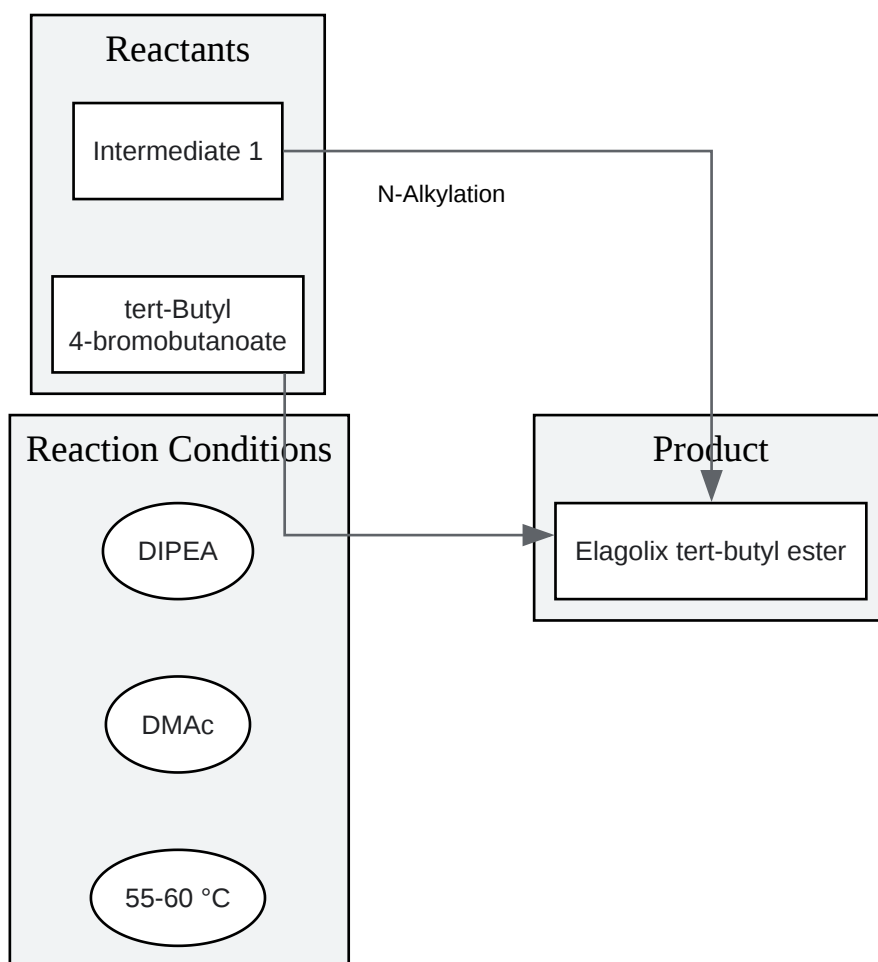 Reactants
Intermediate 1
N-Alkylation
tert-Butyl
4-bromobutanoate
Reaction Conditions
DIPEA
DMAc
55-60 °C
Product
Elagolix tert-butyl ester